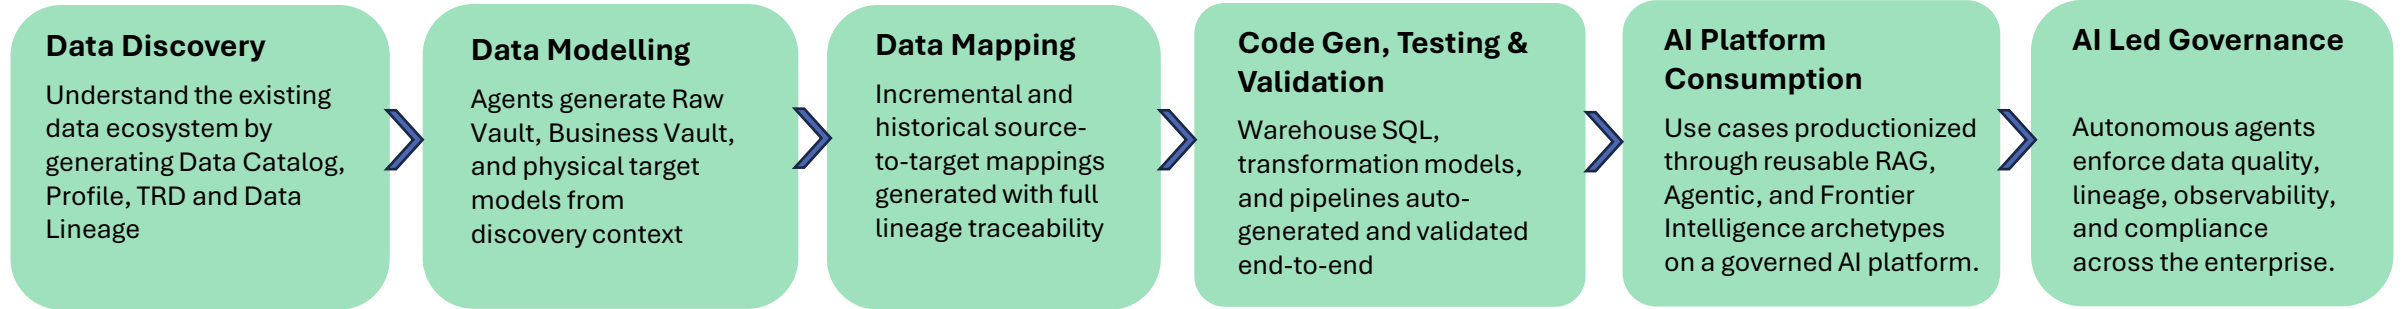 Data Discovery
Understand the existing
data ecosystem by
generating Data Catalog,
Profile, TRD and Data
Lineage
Data Modelling
Agents generate Raw
Vault, Business Vault,
and physical target
models from
discovery context
Data Mapping
Incremental and
historical source-
to-target mappings
generated with full
lineage traceability
Code Gen, Testing &
Validation
Warehouse SQL,
transformation models,
and pipelines auto-
generated and validated
end-to-end
AI Platform
Consumption
Use cases productionized
through reusable RAG,
Agentic, and Frontier
Intelligence archetypes
on a governed AI platform.
AI Led Governance
Autonomous agents
enforce data quality,
lineage, observability,
and compliance
across the enterprise.